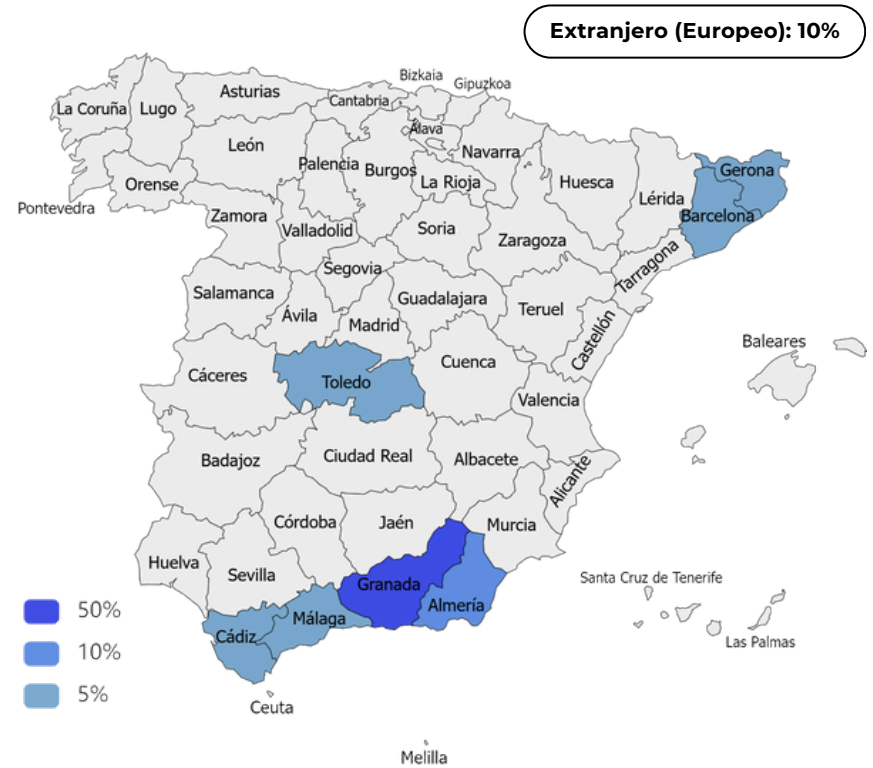 Extranjero (Europeo): 10%
Bizkaia
Gipuzkoa
La Coruña
Lugo
Asturias
Cantabria
Álava
León
Palencia
Burgos
Navarra
La Rioja
Huesca
Lérida
Gerona
Barcelona
Orense
Pontevedra
Zamora
Valladolid
Soria
Zaragoza
Segovia
Tarragona
Salamanca
Ávila
Madrid
Guadalajara
Teruel
Castellón
Baleares
Cáceres
Toledo
Cuenca
Valencia
Badajoz
Ciudad Real
Albacete
Alicante
Córdoba
Jaén
Murcia
Huelva
Sevilla
Granada
Almería
Santa Cruz de Tenerife
Las Palmas
Málaga
Cádiz
50%
10%
5%
Ceuta
Melilla